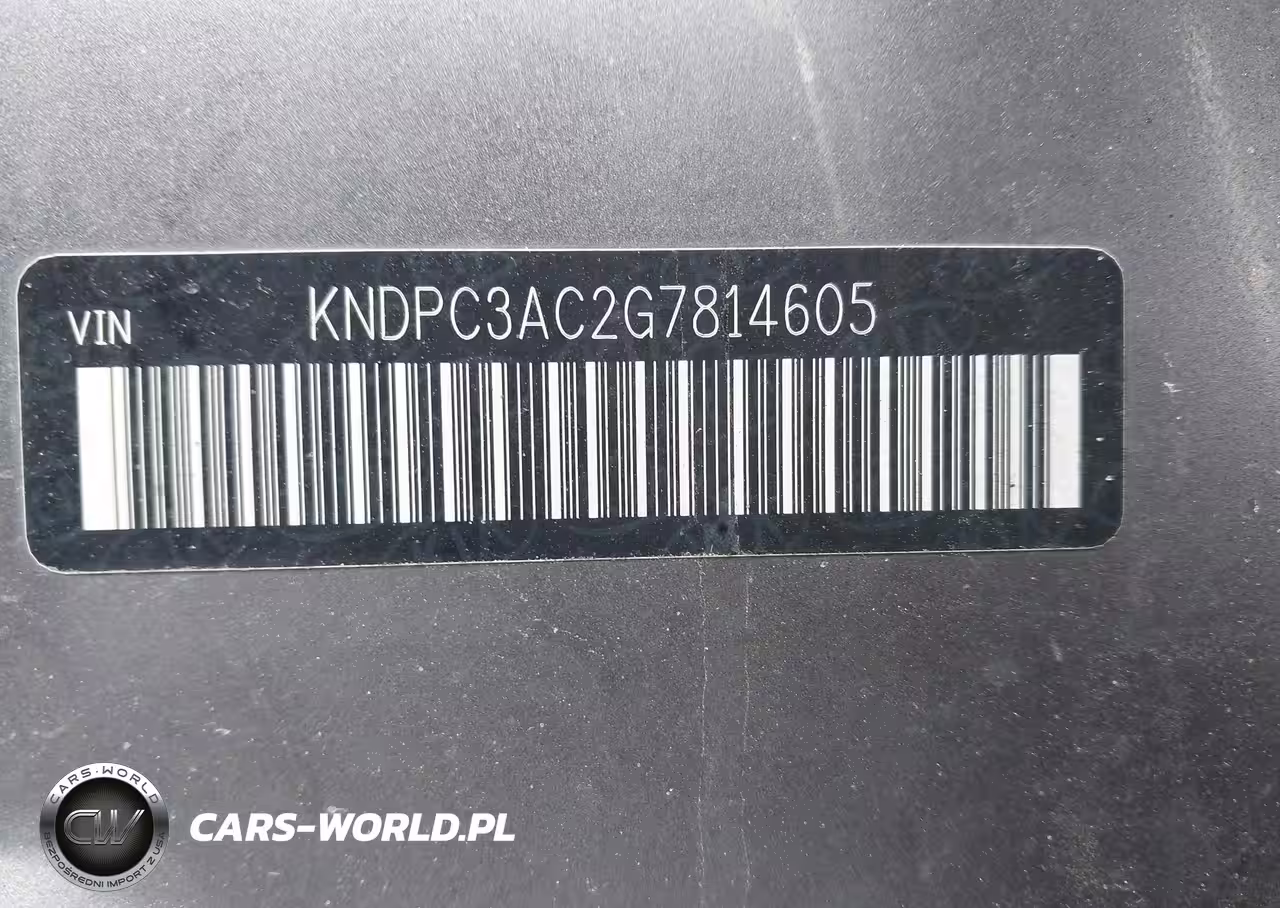 VIN
KNDPC3AC2G7814605
CARS-WORLD
CW
BEZPOŚREDNI IMPORT Z USA
CARS-WORLD.PL